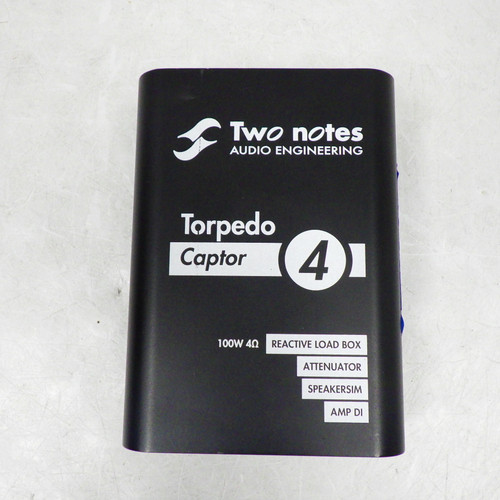 Two notes
AUDIO ENGINEERING
Torpedo
Captor 4
100W 4Ω REACTIVE LOAD BOX
ATTENUATOR
SPEAKERSIM
AMP DI